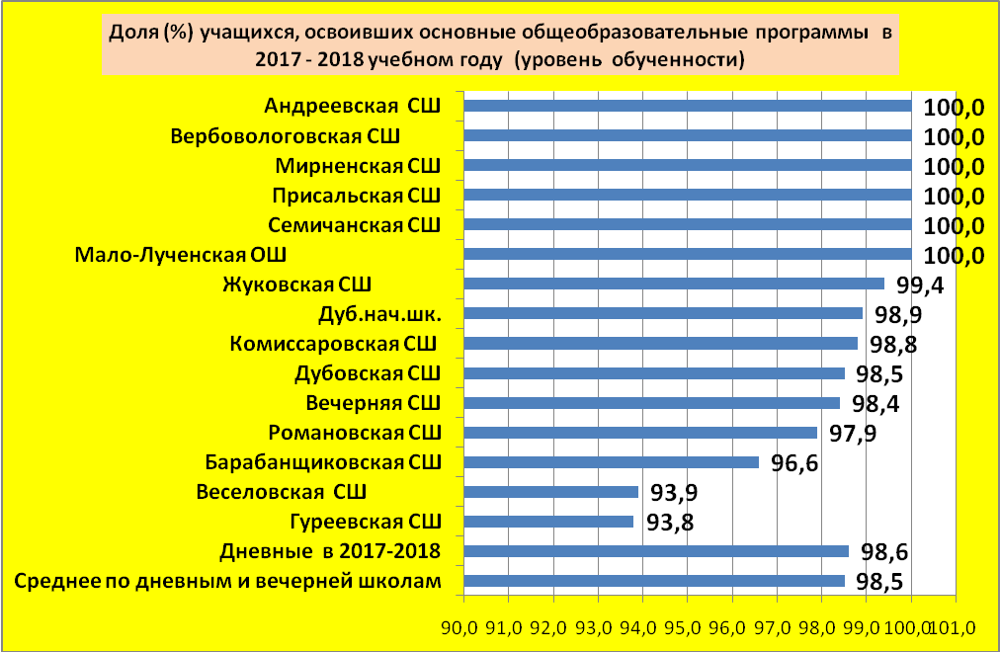 Доля (%) учащихся, освоивших основные общеобразовательные программы в
2017 - 2018 учебном году (уровень обученности)
Андреевская СШ 100,0
Вербовологовская СШ 100,0
Мирненская СШ 100,0
Присальская СШ 100,0
Семичанская СШ 100,0
Мало-Лученская ОШ 100,0
Жуковская СШ 99,4
Дуб.нач.шк. 98,9
Комиссаровская СШ 98,8
Дубовская СШ 98,5
Вечерняя СШ 98,4
Романовская СШ 97,9
Барабанщиковская СШ 96,6
Веселовская СШ 93,9
Гуреевская СШ 93,8
Дневные в 2017-2018 98,6
Среднее по дневным и вечерней школам 98,5
90,0 91,0 92,0 93,0 94,0 95,0 96,0 97,0 98,0 99,0 100,0 101,0